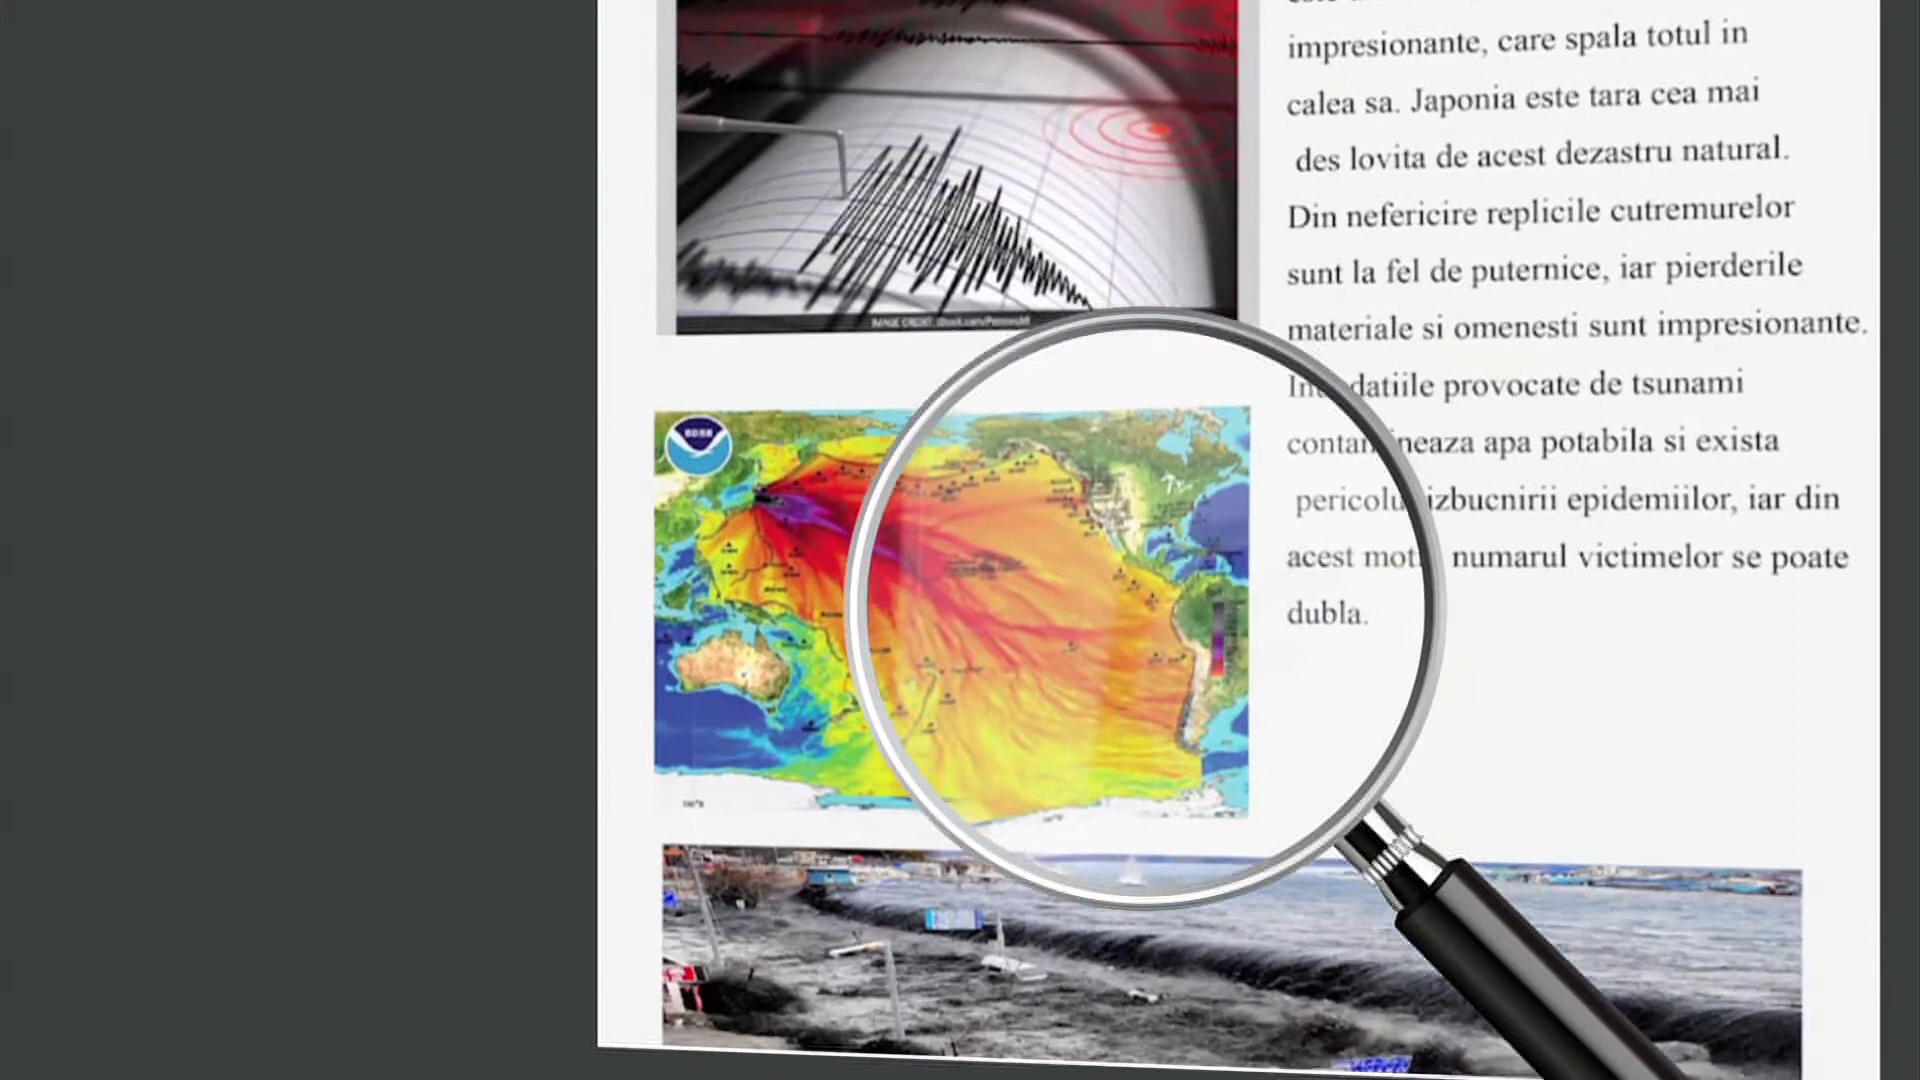 impresionante, care spala totul in
calea sa. Japonia este tara cea mai
des lovita de acest dezastru natural.
Din nefericire replicile cutremurelor
sunt la fel de puternice, iar pierderile
materiale si omenesti sunt impresionante.
provocate de tsunami
apa potabila si exista
izbucnirii epidemiilor, iar din
acest numarul victimelor se poate
dubla.
IMAGE CREDIT: